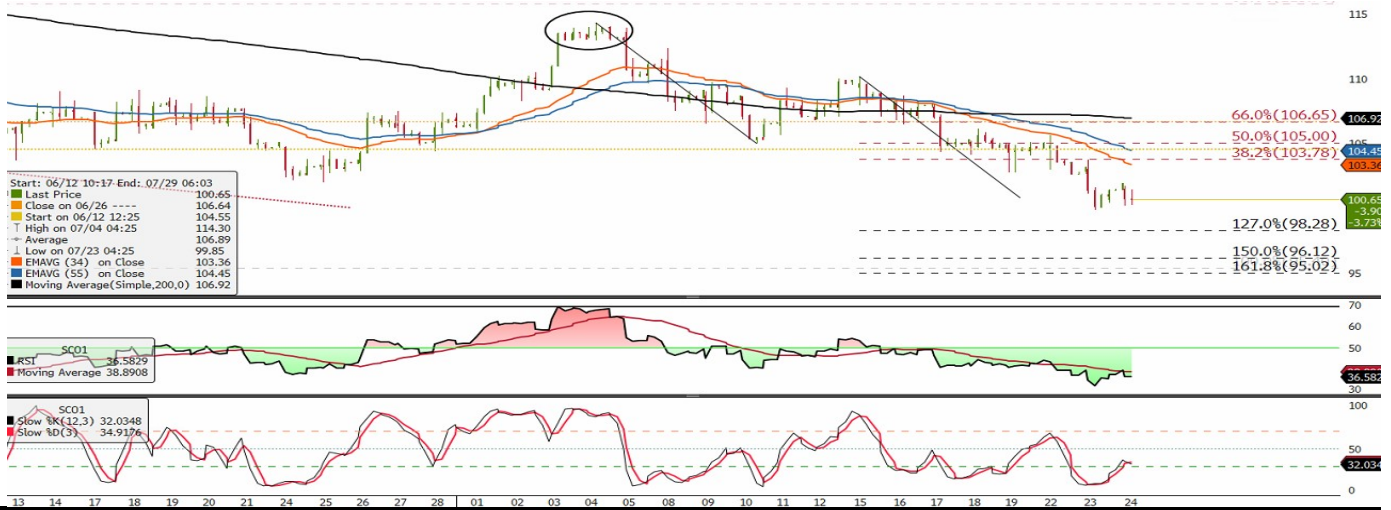 115
110
66.0%(106.65)
106.92
50.0%(105.00)
105
104.45
38.2%(103.78)
103.36
Start: 06/12 10:17 End: 07/29 06:03
Last Price 100.65
Close on 06/26 ---- 106.64
Start on 06/12 12:25 104.55
High on 07/04 04:25 114.30
Average 106.89
Low on 07/23 04:25 99.85
EMAVG (34) on Close 103.36
EMAVG (55) on Close 104.45
Moving Average(Simple,200,0) 106.92
100.65
-3.90
-3.73%
127.0%(98.28)
150.0%(96.12)
161.8%(95.02)
95
70
60
50
SCO1
RSI 36.5829
Moving Average 38.8908
36.582
30
100
SCO1
Slow %K(12,3) 32.0348
Slow %D(3) 34.9176
50
32.034
0
13 14 17 18 19 20 21 24 25 26 27 28 01 02 03 04 05 08 09 10 11 12 15 16 17 18 19 22 23 24